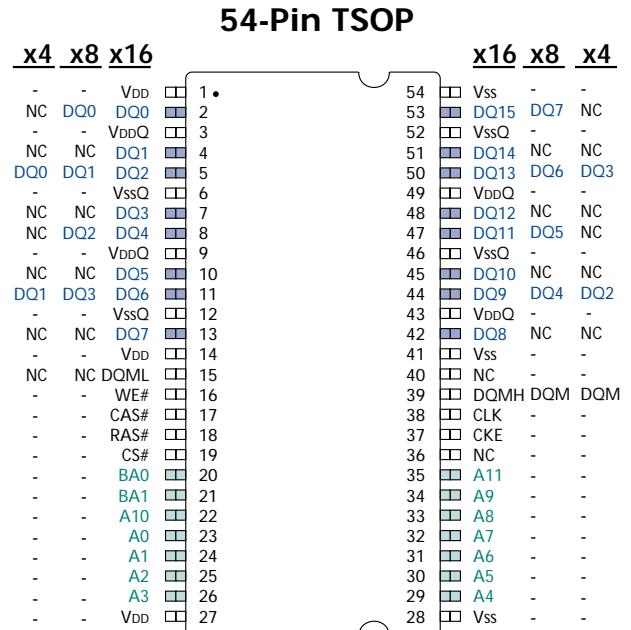 54-Pin TSOP
x4 x8 x16 x16 x8 x4
- - VDD 1 54 Vss - -
NC DQ0 DQ0 2 53 DQ15 DQ7 NC
- - VDDQ 3 52 VssQ - -
NC NC DQ1 4 51 DQ14 NC NC
DQ0 DQ1 DQ2 5 50 DQ13 DQ6 DQ3
- - VssQ 6 49 VDDQ - -
NC NC DQ3 7 48 DQ12 NC NC
NC DQ2 DQ4 8 47 DQ11 DQ5 NC
- - VDDQ 9 46 VssQ - -
NC NC DQ5 10 45 DQ10 NC NC
DQ1 DQ3 DQ6 11 44 DQ9 DQ4 DQ2
- - VssQ 12 43 VDDQ - -
NC NC DQ7 13 42 DQ8 NC NC
- - VDD 14 41 Vss - -
NC NC DQML 15 40 NC - -
- - WE# 16 39 DQMH DQM DQM
- - CAS# 17 38 CLK - -
- - RAS# 18 37 CKE - -
- - CS# 19 36 NC - -
- - BA0 20 35 A11 - -
- - BA1 21 34 A9 - -
- - A10 22 33 A8 - -
- - A0 23 32 A7 - -
- - A1 24 31 A6 - -
- - A2 25 30 A5 - -
- - A3 26 29 A4 - -
- - VDD 27 28 Vss - -